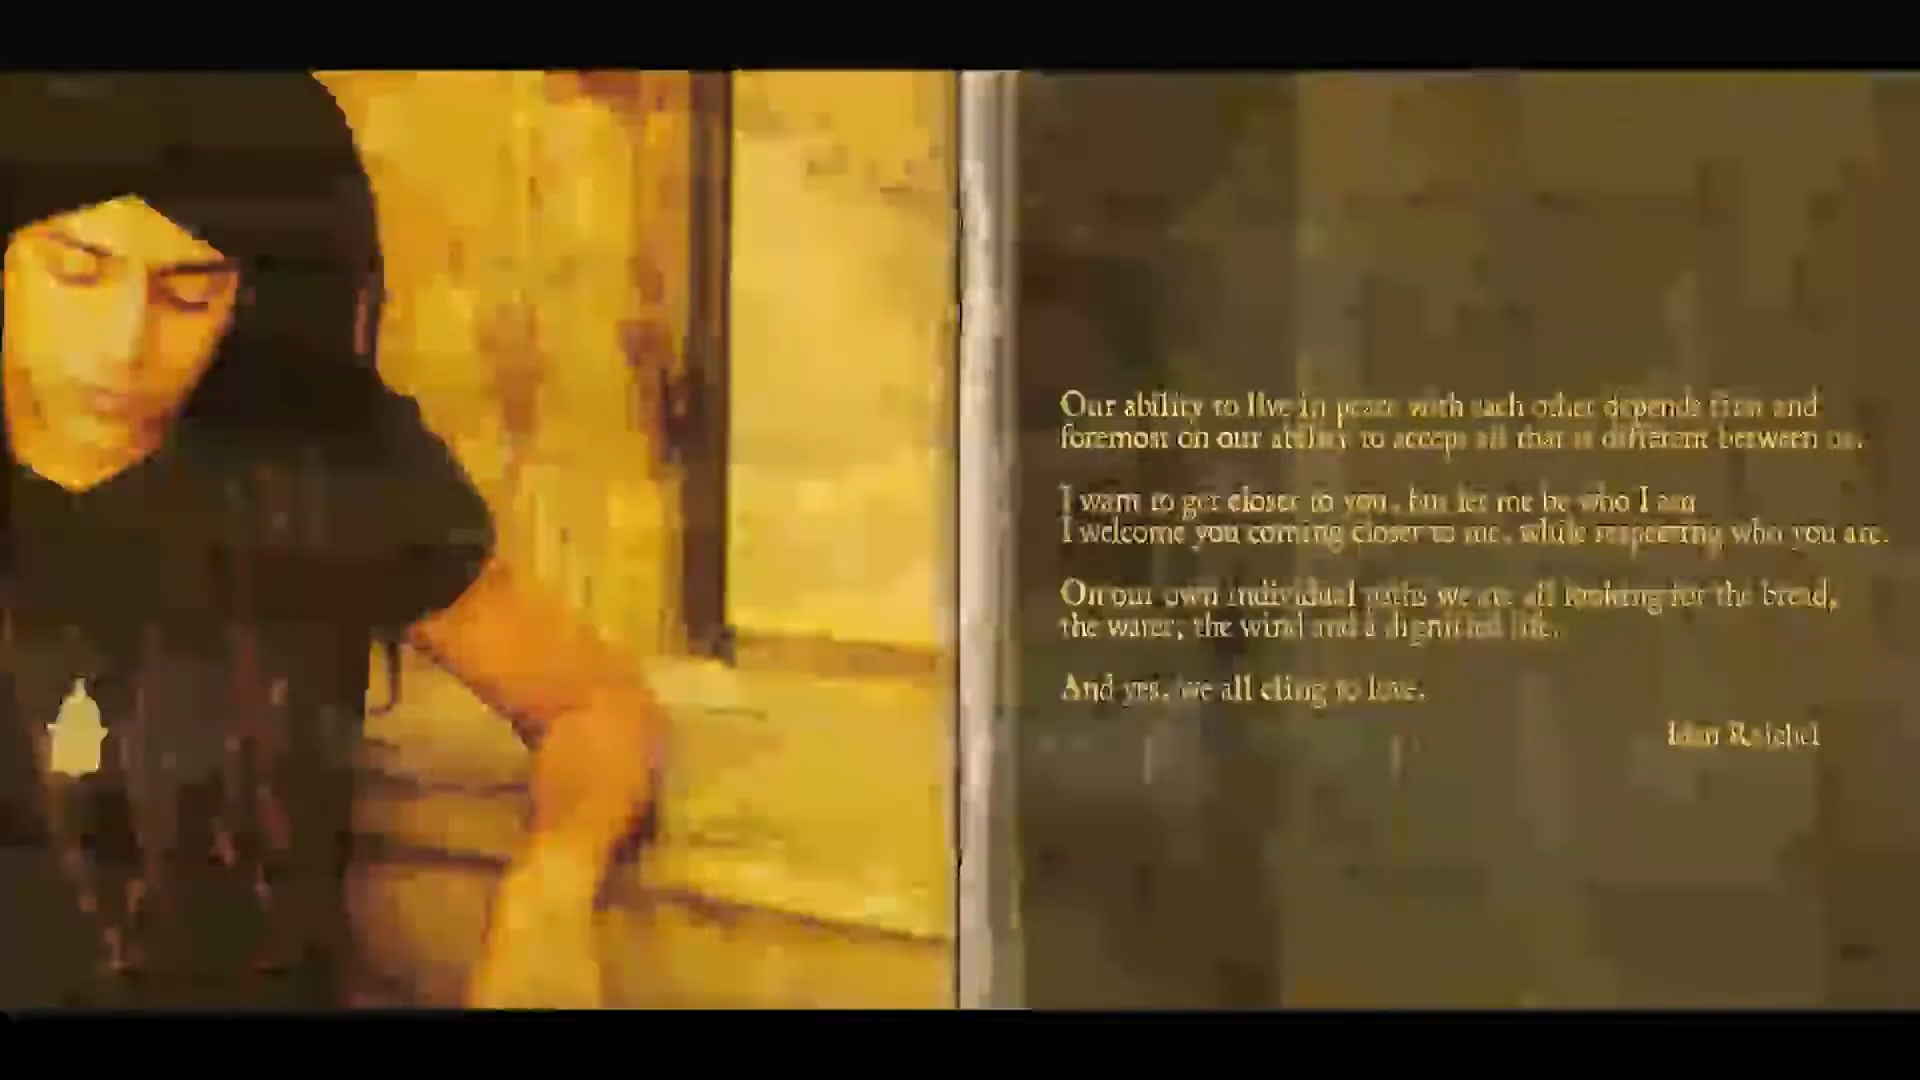 Our ability to live in peace with each other depends first and
foremost on our ability to accept all that is different between us.
I want to get closer to you, but let me be who I am
I welcome you coming closer to me, while respecting who you are.
On our own individual paths we are all looking for the bread,
the water, the wind and a dignified life.
And yes, we all cling to love.
Idan Raichel